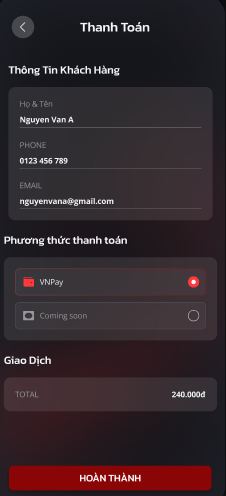 Thanh Toán
Thông Tin Khách Hàng
Họ & Tên
Nguyen Van A
PHONE
0123 456 789
EMAIL
nguyenvana@gmail.com
Phương thức thanh toán
VNPay
Coming soon
Giao Dịch
TOTAL 240.000đ
HOÀN THÀNH